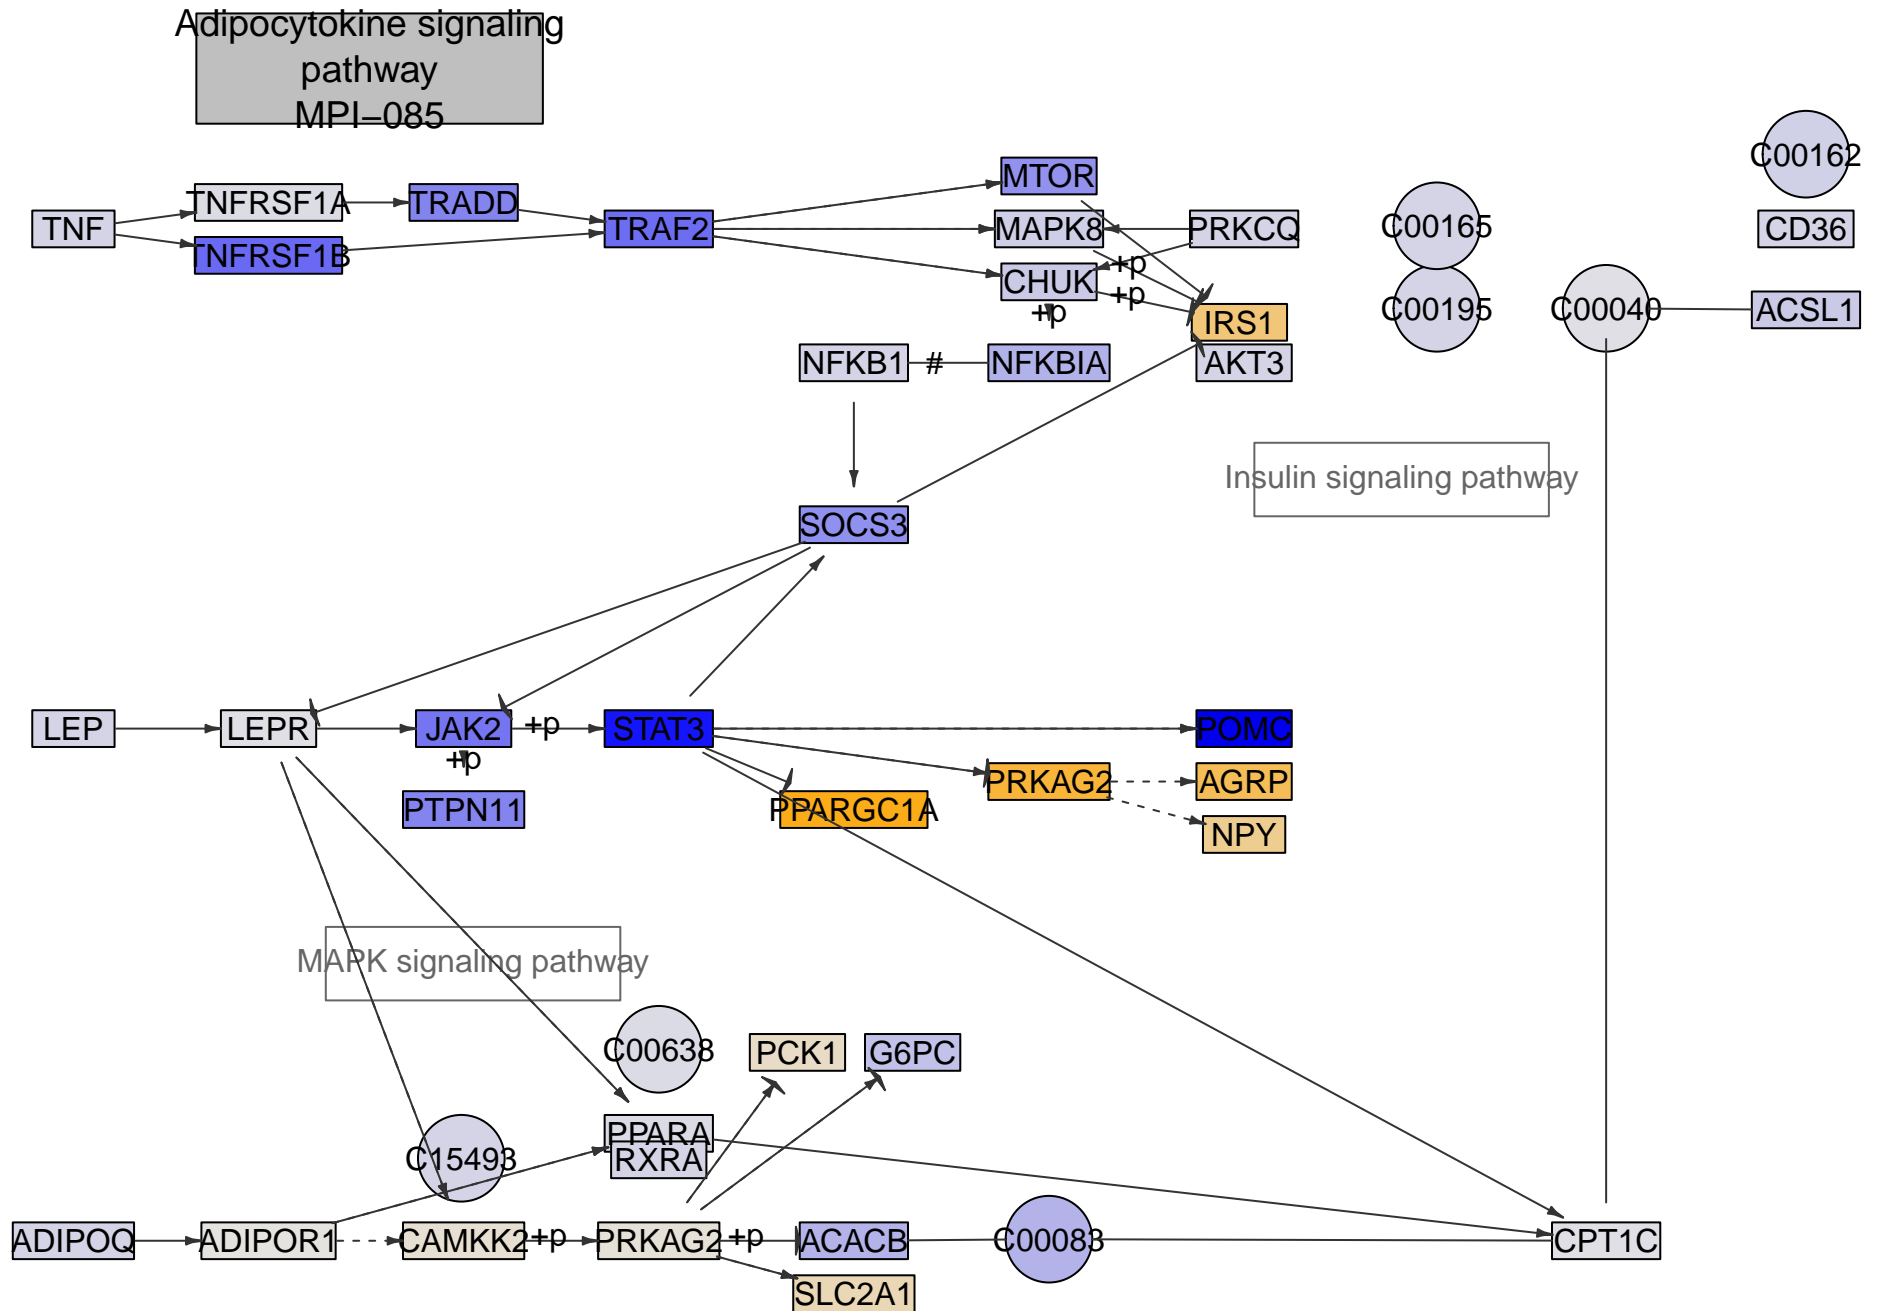 Adipocytokine signaling
pathway
MPI−085
C00162
MTOR
TNFRSF1A
TRADD
TNF
TRAF2
MAPK8
PRKCQ
C00165
CD36
TNFRSF1B
+p
CHUK
+p
+p
C00195
C00040
ACSL1
IRS1
NFKB1
#
NFKBIA
AKT3
Insulin signaling pathway
SOCS3
LEP
LEPR
JAK2
+p
STAT3
POMC
+p
PRKAG2
AGRP
PTPN11
PPARGC1A
NPY
MAPK signaling pathway
C00638
PCK1
G6PC
PPARA
C15493
RXRA
ADIPOQ
ADIPOR1
CAMKK2
+p
PRKAG2
+p
ACACB
C00083
CPT1C
SLC2A1